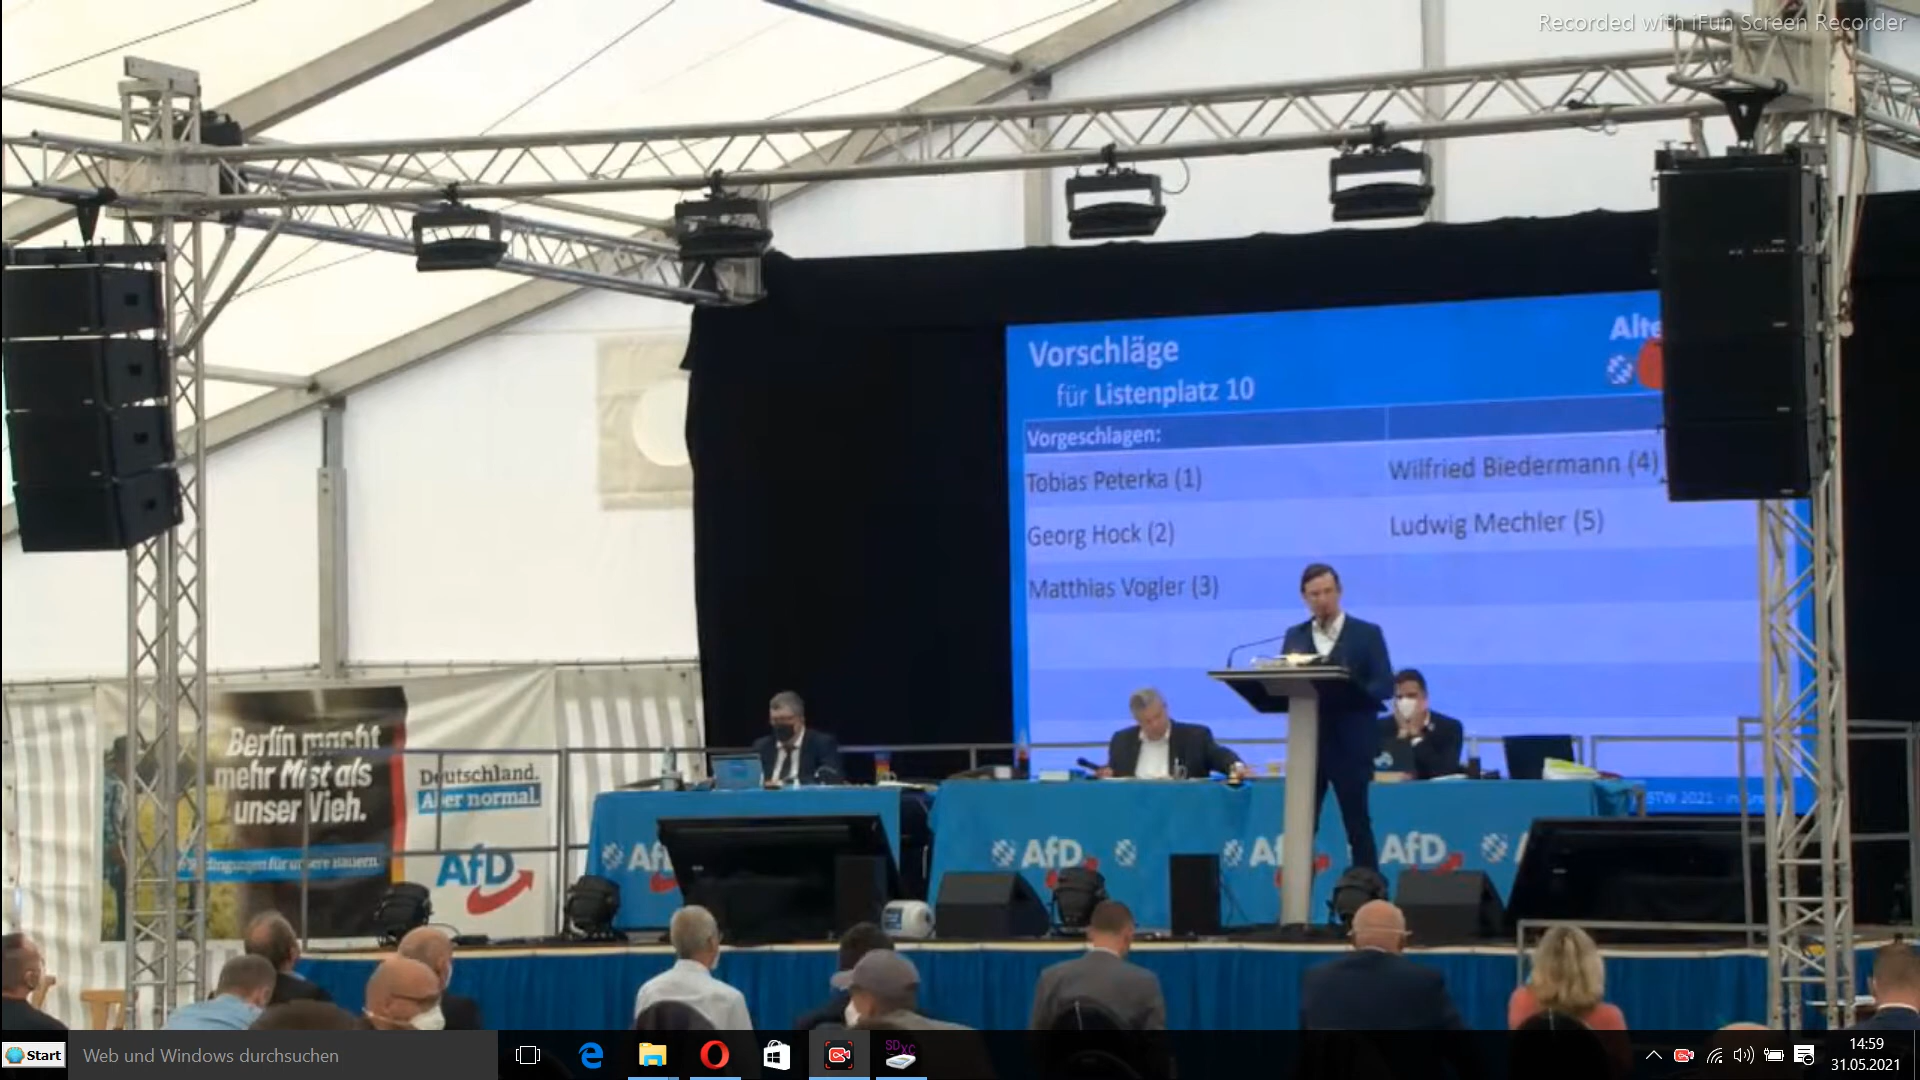 Recorded with iFun Screen Recorder
Vorschläge
für Listenplatz 10
Vorgeschlagen:
Tobias Peterka (1)
Wilfried Biedermann (4)
Georg Hock (2)
Ludwig Mechler (5)
Matthias Vogler (3)
Berlin macht
mehr Mist als
unser Vieh.
Deutschland.
Aber normal.
AfD
AfD
AfD
Start
Web und Windows durchsuchen
14:59
31.05.2021